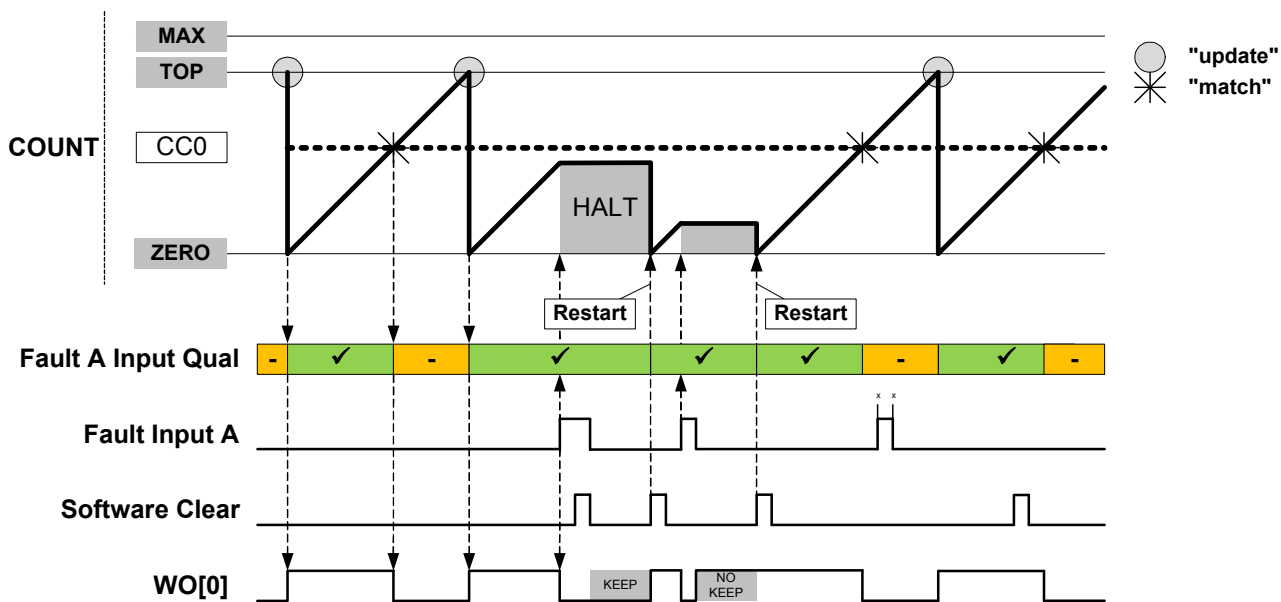 MAX
TOP
"update"
"match"
COUNT
CC0
HALT
ZERO
Restart
Restart
Fault A Input Qual
- ✓ - ✓ ✓ ✓ - ✓ -
x x
Fault Input A
Software Clear
WO[0]
KEEP
NO
KEEP